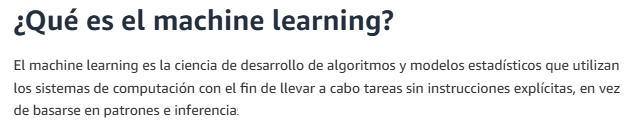 ¿Qué es el machine learning?
El machine learning es la ciencia de desarrollo de algoritmos y modelos estadísticos que utilizan
los sistemas de computación con el fin de llevar a cabo tareas sin instrucciones explícitas, en vez
de basarse en patrones e inferencia.